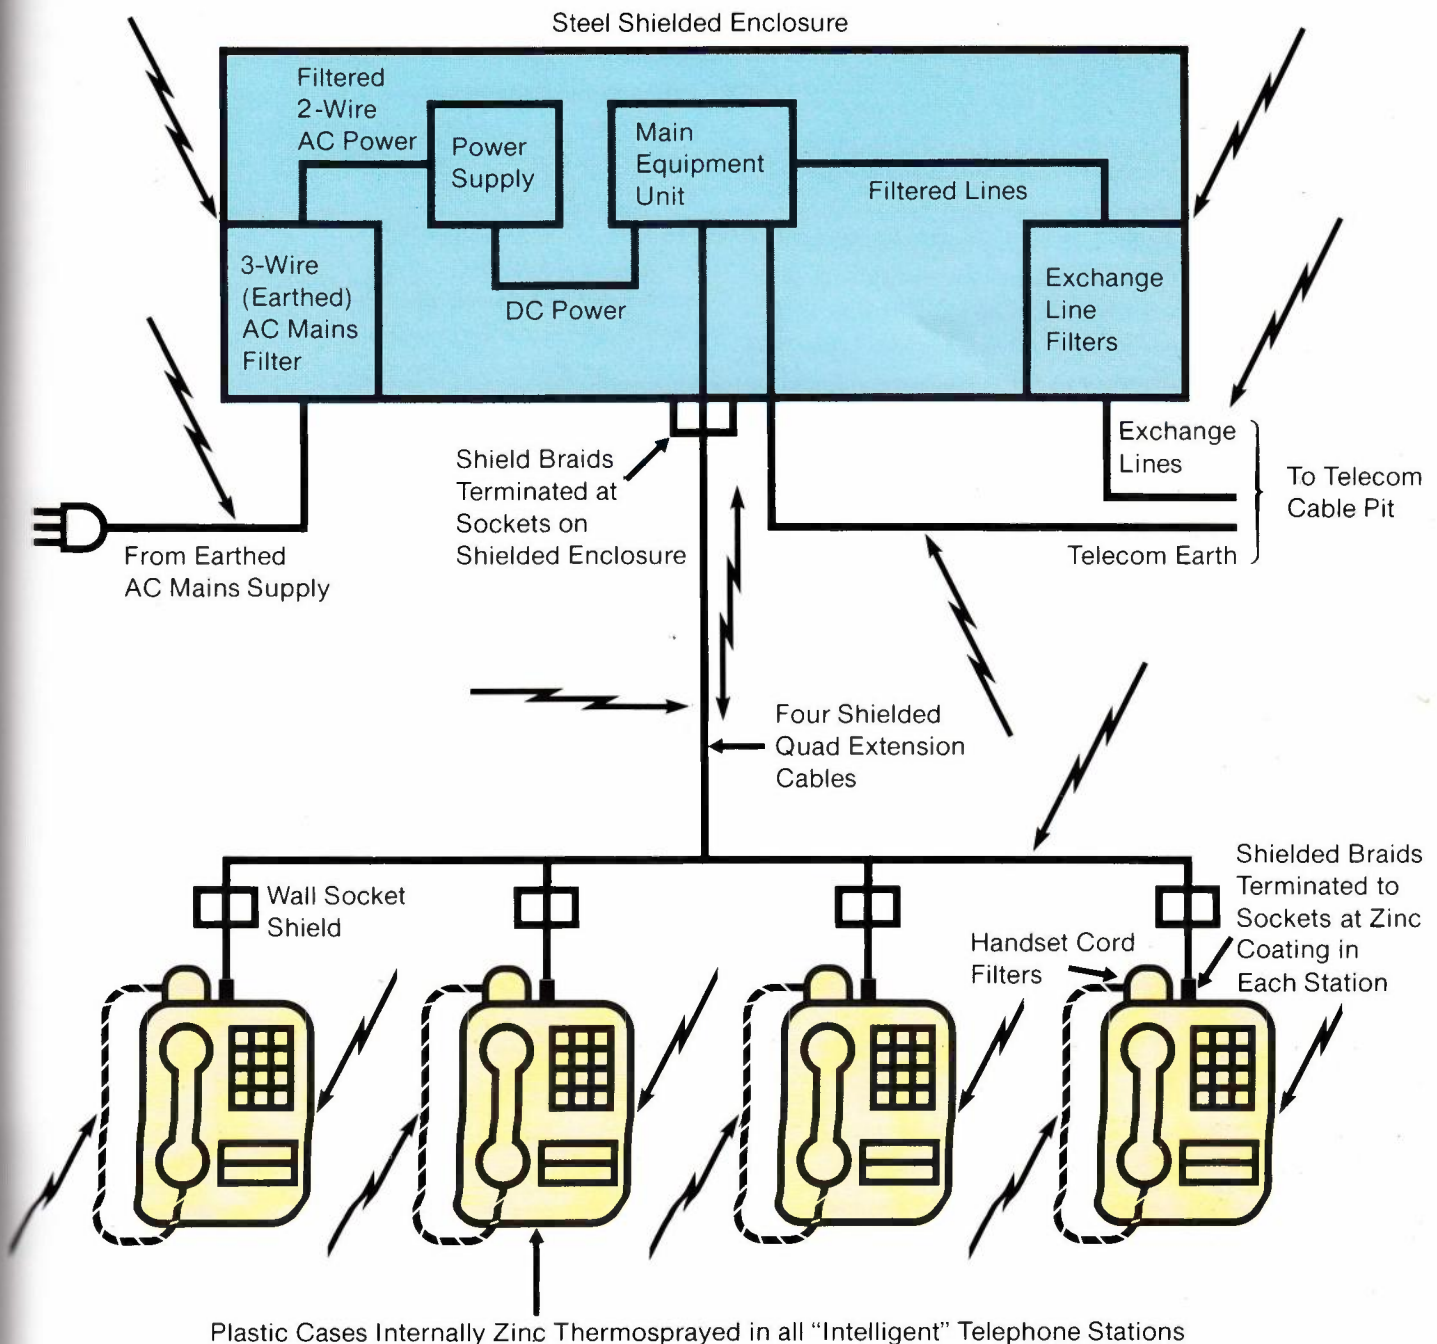 Steel Shielded Enclosure
Filtered
2-Wire
AC Power
Power
Supply
Main
Equipment
Unit
Filtered Lines
3-Wire
(Earthed)
AC Mains
Filter
DC Power
Exchange
Line
Filters
Shield Braids
Terminated at
Sockets on
Shielded Enclosure
Exchange
Lines
To Telecom
Cable Pit
Telecom Earth
From Earthed
AC Mains Supply
Four Shielded
Quad Extension
Cables
Wall Socket
Shield
Handset Cord
Filters
Shielded Braids
Terminated to
Sockets at Zinc
Coating in
Each Station
Plastic Cases Internally Zinc Thermosprayed in all “Intelligent” Telephone Stations